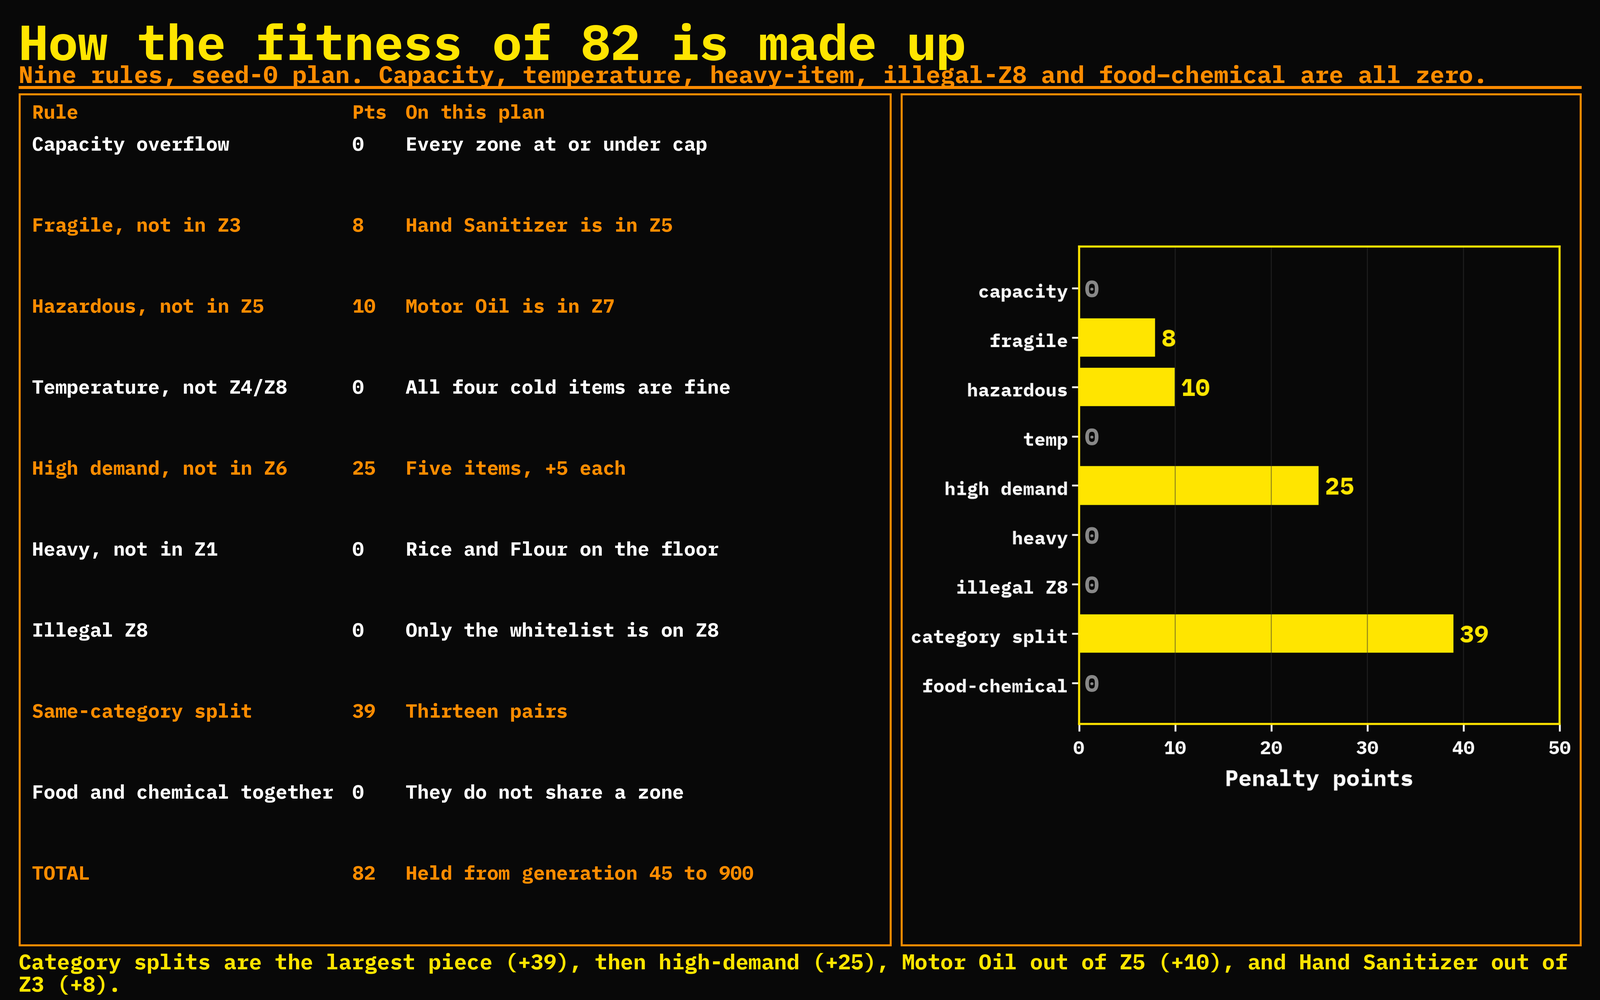 How the fitness of 82 is made up
Nine rules, seed-0 plan. Capacity, temperature, heavy-item, illegal-Z8 and food-chemical are all zero.
Rule Pts On this plan
Capacity overflow 0 Every zone at or under cap
Fragile, not in Z3 8 Hand Sanitizer is in Z5
Hazardous, not in Z5 10 Motor Oil is in Z7
Temperature, not Z4/Z8 0 All four cold items are fine
High demand, not in Z6 25 Five items, +5 each
Heavy, not in Z1 0 Rice and Flour on the floor
Illegal Z8 0 Only the whitelist is on Z8
Same-category split 39 Thirteen pairs
Food and chemical together 0 They do not share a zone
TOTAL 82 Held from generation 45 to 900
capacity 0
fragile 8
hazardous 10
temp 0
high demand 25
heavy 0
illegal Z8 0
category split 39
food-chemical 0
0 10 20 30 40 50
Penalty points
Category splits are the largest piece (+39), then high-demand (+25), Motor Oil out of Z5 (+10), and Hand Sanitizer out of
Z3 (+8).